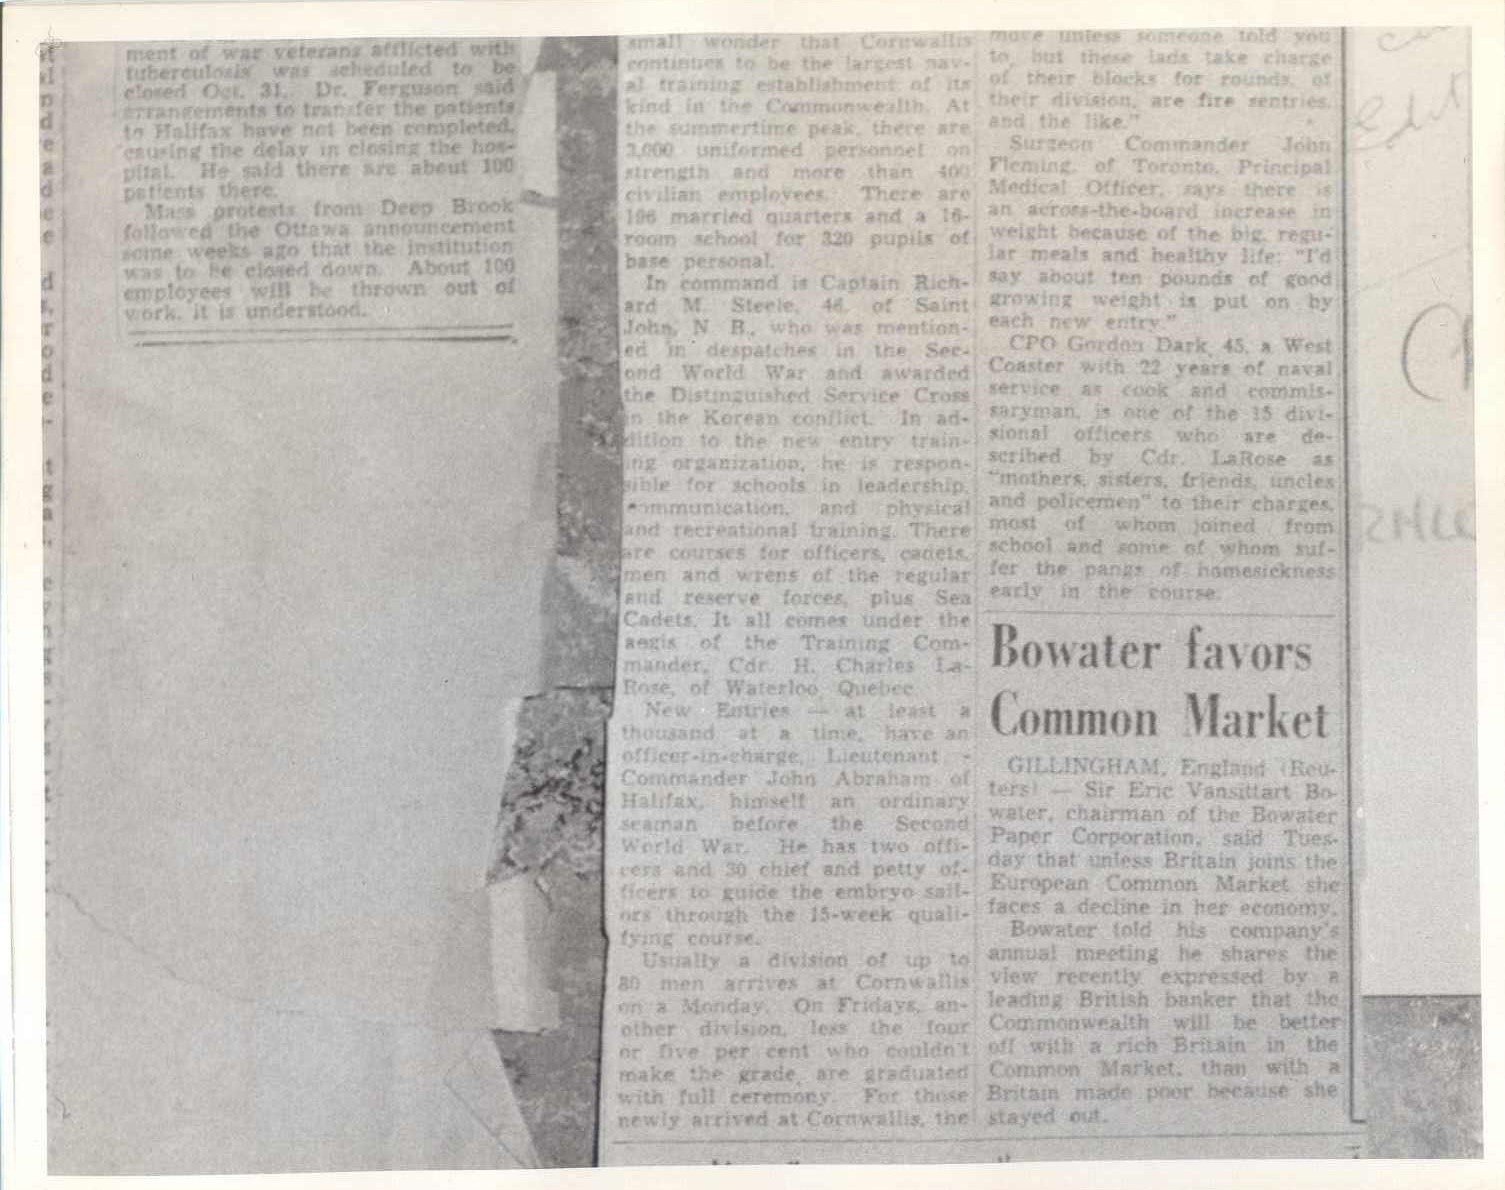 ment of war veterans afflicted with
tuberculosis was scheduled to be
closed Oct. 31. Dr. Ferguson said
arrangements to transfer the patients
to Halifax have not been completed,
causing the delay in closing the hos-
pital. He said there are about 100
patients there.
Mass protests from Deep Brook
followed the Ottawa announcement
some weeks ago that the institution
was to be closed down. About 100
employees will be thrown out of
work, it is understood.
small wonder that Cornwallis
continues to be the largest nav-
al training establishment of its
kind in the Commonwealth. At
the summertime peak, there are
3,000 uniformed personnel on
strength and more than 400
civilian employees. There are
196 married quarters and a 16-
room school for 320 pupils of
base personal.
In command is Captain Rich-
ard M. Steele, 46, of Saint
John, N. B., who was mention-
ed in despatches in the Sec-
ond World War and awarded
the Distinguished Service Cross
in the Korean conflict. In ad-
dition to the new entry train-
ing organization, he is respon-
sible for schools in leadership,
communication, and physical
and recreational training. There
are courses for officers, cadets,
men and wrens of the regular
and reserve forces, plus Sea
Cadets. It all comes under the
aegis of the Training Com-
mander, Cdr. H. Charles La-
Rose, of Waterloo, Quebec
New Entries — at least a
thousand at a time, have an
officer-in-charge, Lieutenant -
Commander John Abraham of
Halifax, himself an ordinary
seaman before the Second
World War. He has two offi-
cers and 30 chief and petty of-
ficers to guide the embryo sail-
ors through the 15-week quali-
fying course.
Usually a division of up to
80 men arrives at Cornwallis
on a Monday. On Fridays, an-
other division, less the four
or five per cent who couldn't
make the grade, are graduated
with full ceremony. For those
newly arrived at Cornwallis, the
move unless someone told you
to, but these lads take charge
of their blocks for rounds, of
their division, are fire sentries,
and the like."
Surgeon Commander John
Fleming, of Toronto, Principal
Medical Officer, says there is
an across-the-board increase in
weight because of the big, regu-
lar meals and healthy life: "I'd
say about ten pounds of good
growing weight is put on by
each new entry."
CPO Gordon Dark, 45, a West
Coaster with 22 years of naval
service as cook and commis-
saryman, is one of the 15 divi-
sional officers who are de-
scribed by Cdr. LaRose as
"mothers, sisters, friends, uncles
and policemen" to their charges,
most of whom joined from
school and some of whom suf-
fer the pangs of homesickness
early in the course.
Bowater favors
Common Market
GILLINGHAM, England (Reu-
ters) — Sir Eric Vansittart Bo-
water, chairman of the Bowater
Paper Corporation, said Tues-
day that unless Britain joins the
European Common Market she
faces a decline in her economy.
Bowater told his company's
annual meeting he shares the
view recently expressed by a
leading British banker that the
Commonwealth will be better
off with a rich Britain in the
Common Market, than with a
Britain made poor because she
stayed out.